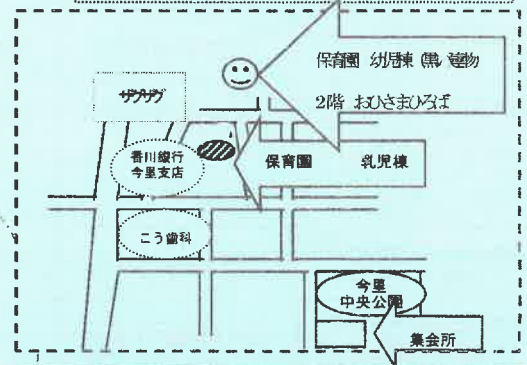 保育園 幼児棟（黒い建物
2階 おひさまひろば
ザグザグ
香川銀行
今里支店
保育園 乳児棟
こう歯科
今里
中央公園
集会所